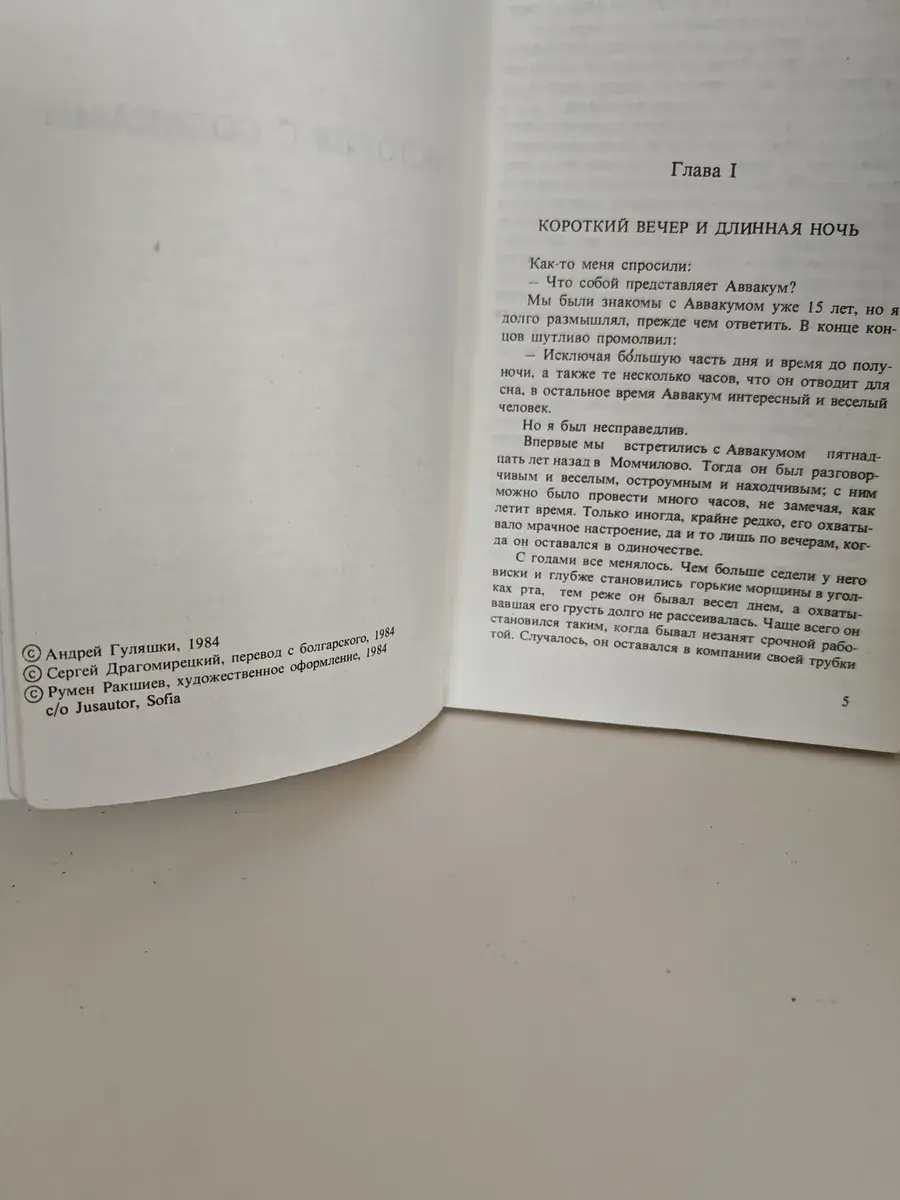 © Андрей Гуляшки, 1984
© Сергей Драгомирецкий, перевод с болгарского, 1984
© Румен Ракшиев, художественное оформление, 1984
c/o Jusautor, Sofia
Глава I
КОРОТКИЙ ВЕЧЕР И ДЛИННАЯ НОЧЬ
Как-то меня спросили:
— Что собой представляет Аввакум?
Мы были знакомы с Аввакумом уже 15 лет, но я
долго размышлял, прежде чем ответить. В конце кон-
цов шутливо промолвил:
— Исключая бо́льшую часть дня и время до полу-
ночи, а также те несколько часов, что он отводит для
сна, в остальное время Аввакум интересный и веселый
человек.
Но я был несправедлив.
Впервые мы встретились с Аввакумом пятнад-
цать лет назад в Момчилово. Тогда он был разговор-
чивым и веселым, остроумным и находчивым; с ним
можно было провести много часов, не замечая, как
летит время. Только иногда, крайне редко, его охваты-
вало мрачное настроение, да и то лишь по вечерам, ког-
да он оставался в одиночестве.
С годами все менялось. Чем больше седели у него
виски и глубже становились горькие морщины в угол-
ках рта, тем реже он бывал весел днем, а охваты-
вавшая его грусть долго не рассеивалась. Чаще всего он
становился таким, когда бывал незанят срочной рабо-
той. Случалось, он оставался в компании своей трубки
5